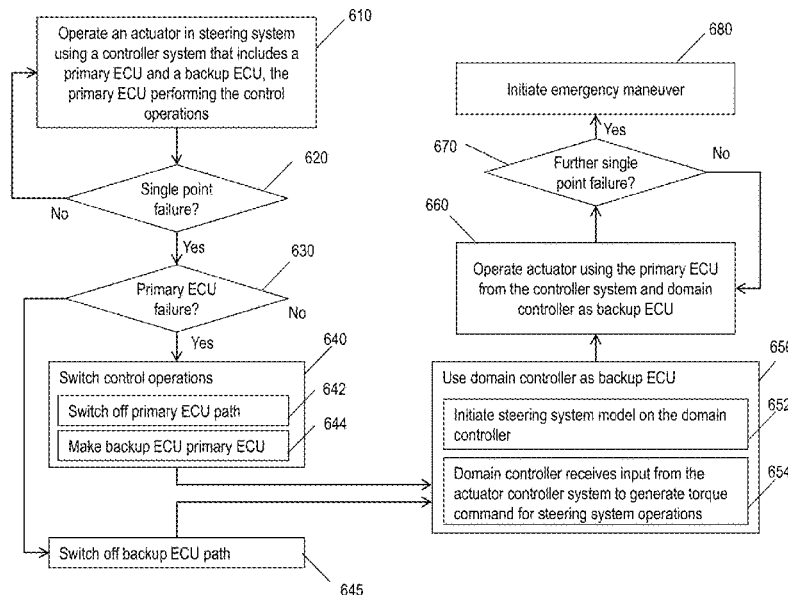 610
Operate an actuator in steering system
using a controller system that includes a
primary ECU and a backup ECU, the
primary ECU performing the control
operations
620
Single point
failure?
No
Yes
630
Primary ECU
failure?
No
Yes
640
Switch control operations
642
Switch off primary ECU path
644
Make backup ECU primary ECU
Switch off backup ECU path
645
680
Initiate emergency maneuver
Yes
670
Further single
point failure?
No
660
Operate actuator using the primary ECU
from the controller system and domain
controller as backup ECU
656
Use domain controller as backup ECU
652
Initiate steering system model on the domain
controller
654
Domain controller receives input from the
actuator controller system to generate torque
command for steering system operations